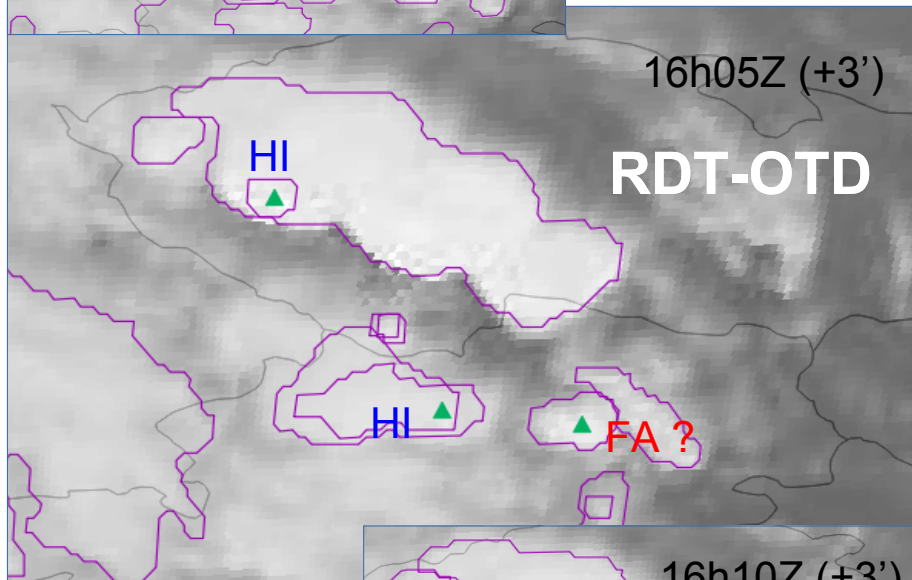 16h05Z (+3’)
HI
RDT-OTD
HI
FA ?
16h10Z (+3’)